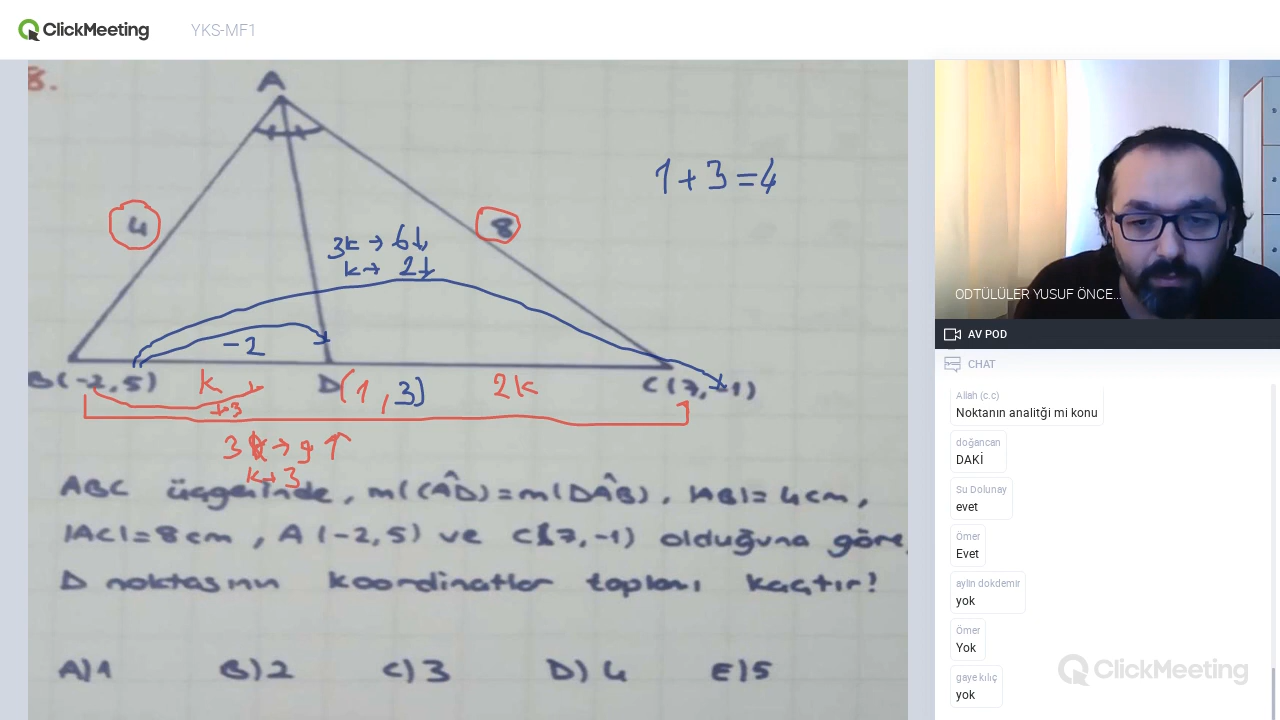 ClickMeeting
YKS-MF1
8.
A
4
8
1+3=4
3k → 6↓
k → 2↓
-2
B(-2,5)
k
D(1,3)
2k
C(7,-1)
+3
3k → 9 ↑
k → 3
ABC üçgeninde, m(CÂD)=m(DÂB), |AB|=4cm,
|AC|=8cm, A(-2,5) ve C(7,-1) olduğuna göre,
D noktasının koordinatlar toplamı kaçtır?
A)1 B)2 C)3 D)4 E)5
ODTÜLÜLER YUSUF ÖNCE...
AV POD
CHAT
Allah (c.c)
Noktanın analitği mi konu
doğancan
DAKİ
Su Dolunay
evet
Ömer
Evet
aylin dokdemir
yok
Ömer
Yok
gaye kılıç
yok
ClickMeeting